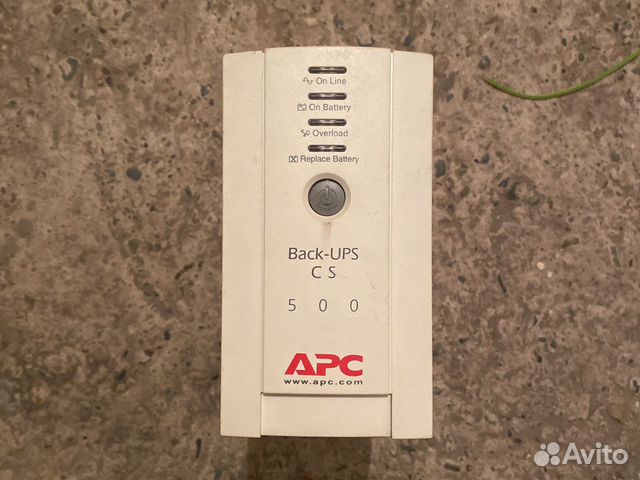 On Line
On Battery
Overload
Replace Battery
Back-UPS
CS
500
APC
www.apc.com
Avito